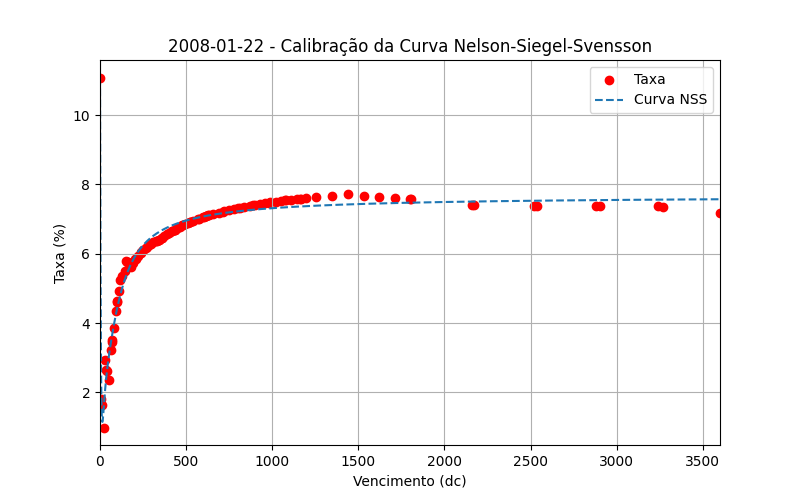 2008-01-22 - Calibração da Curva Nelson-Siegel-Svensson
Taxa
Curva NSS
Taxa (%)
10
8
6
4
2
0 500 1000 1500 2000 2500 3000 3500
Vencimento (dc)